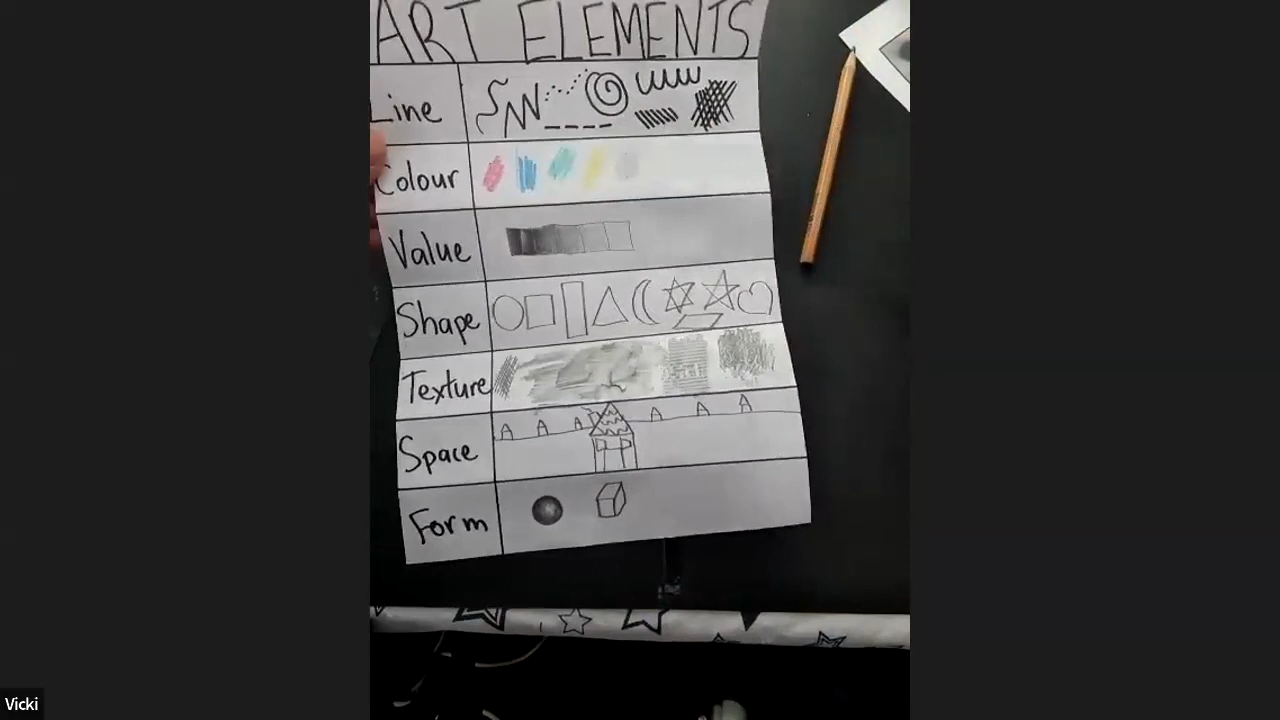 ART ELEMENTS
Line
Colour
Value
Shape
Texture
Space
Form
Vicki